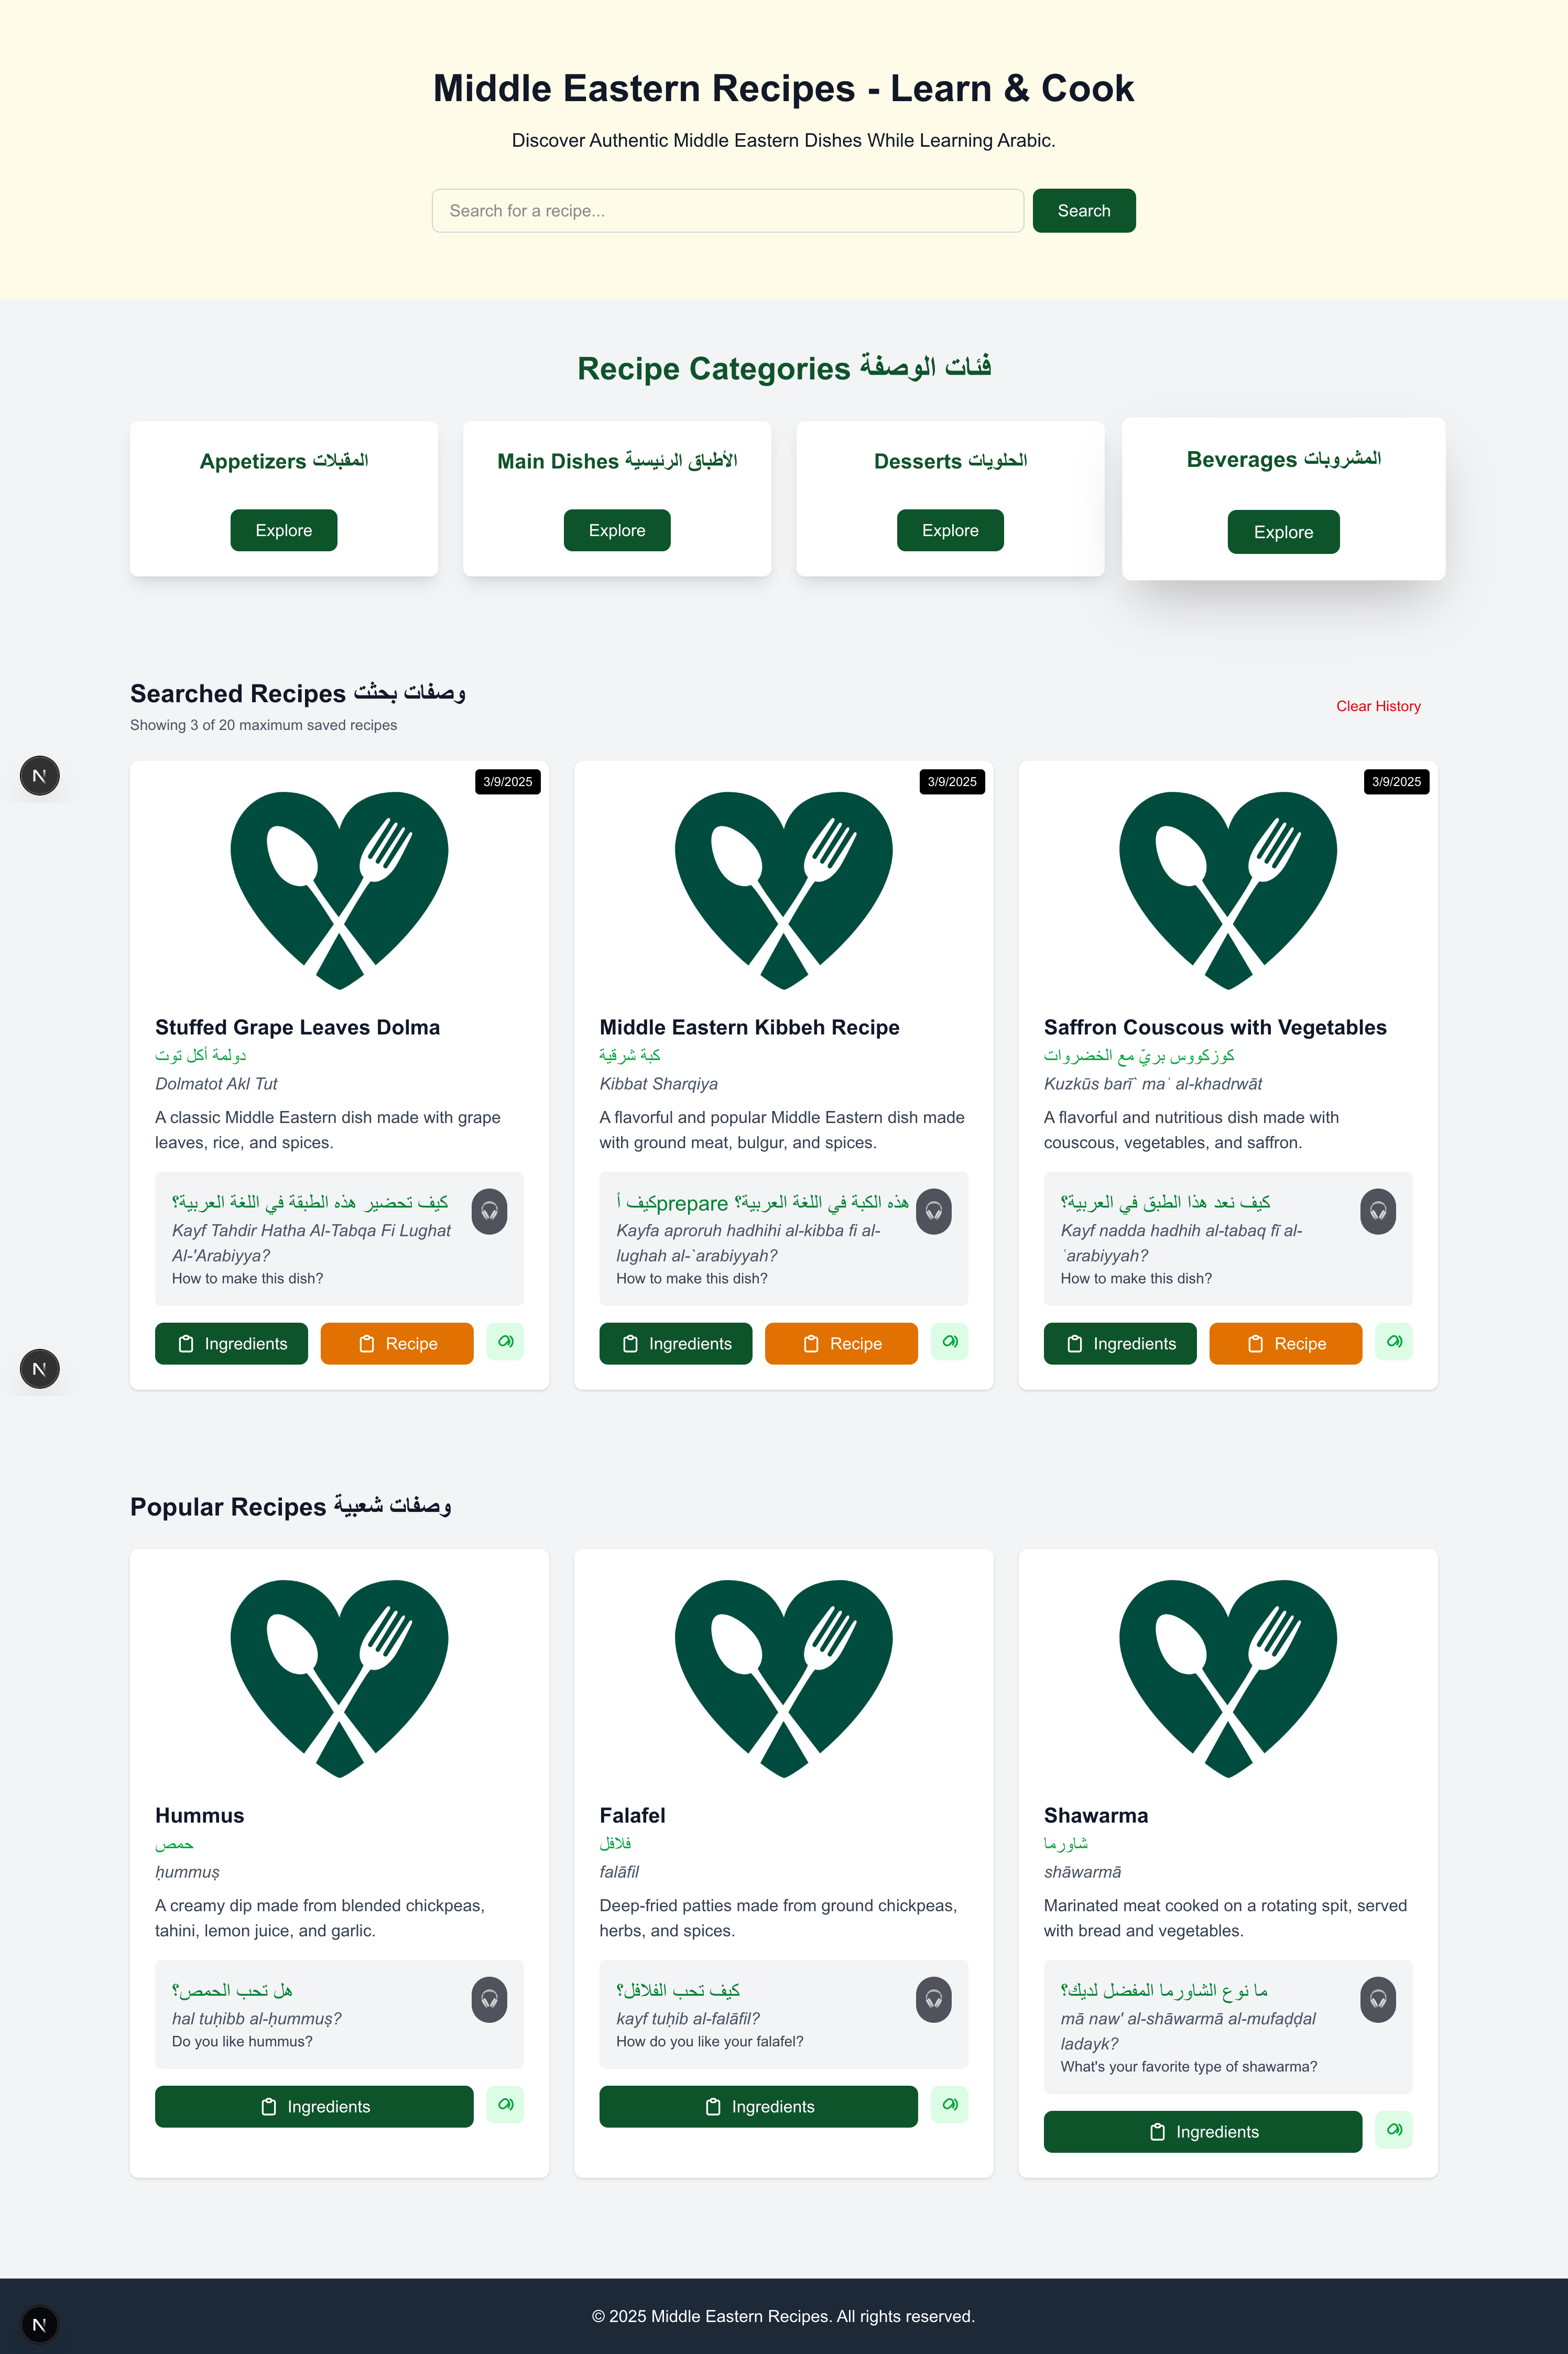 Middle Eastern Recipes - Learn & Cook
Discover Authentic Middle Eastern Dishes While Learning Arabic.
Search for a recipe...
Search
Recipe Categories فئات الوصفة
Appetizers المقبلات
Explore
Main Dishes الأطباق الرئيسية
Explore
Desserts الحلويات
Explore
Beverages المشروبات
Explore
Searched Recipes وصفات بحثت
Showing 3 of 20 maximum saved recipes
Clear History
3/9/2025
Stuffed Grape Leaves Dolma
دولمة أكل توت
Dolmatot Akl Tut
A classic Middle Eastern dish made with grape
leaves, rice, and spices.
كيف تحضير هذه الطبقة في اللغة العربية؟
Kayf Tahdir Hatha Al-Tabqa Fi Lughat
Al-'Arabiyya?
How to make this dish?
Ingredients
Recipe
3/9/2025
Middle Eastern Kibbeh Recipe
كبة شرقية
Kibbat Sharqiya
A flavorful and popular Middle Eastern dish made
with ground meat, bulgur, and spices.
كيف أprepare هذه الكبة في اللغة العربية؟
Kayfa aproruh hadhihi al-kibba fi al-
lughah al-`arabiyyah?
How to make this dish?
Ingredients
Recipe
3/9/2025
Saffron Couscous with Vegetables
كوزكووس بريّ مع الخضروات
Kuzkūs barī` maʿ al-khadrwāt
A flavorful and nutritious dish made with
couscous, vegetables, and saffron.
كيف نعد هذا الطبق في العربية؟
Kayf nadda hadhih al-tabaq fī al-
ʿarabiyyah?
How to make this dish?
Ingredients
Recipe
Popular Recipes وصفات شعبية
Hummus
حمص
ḥummuṣ
A creamy dip made from blended chickpeas,
tahini, lemon juice, and garlic.
هل تحب الحمص؟
hal tuḥibb al-ḥummuṣ?
Do you like hummus?
Ingredients
Falafel
فلافل
falāfil
Deep-fried patties made from ground chickpeas,
herbs, and spices.
كيف تحب الفلافل؟
kayf tuḥib al-falāfil?
How do you like your falafel?
Ingredients
Shawarma
شاورما
shāwarmā
Marinated meat cooked on a rotating spit, served
with bread and vegetables.
ما نوع الشاورما المفضل لديك؟
mā naw' al-shāwarmā al-mufaḍḍal
ladayk?
What's your favorite type of shawarma?
Ingredients
© 2025 Middle Eastern Recipes. All rights reserved.
N
N
N